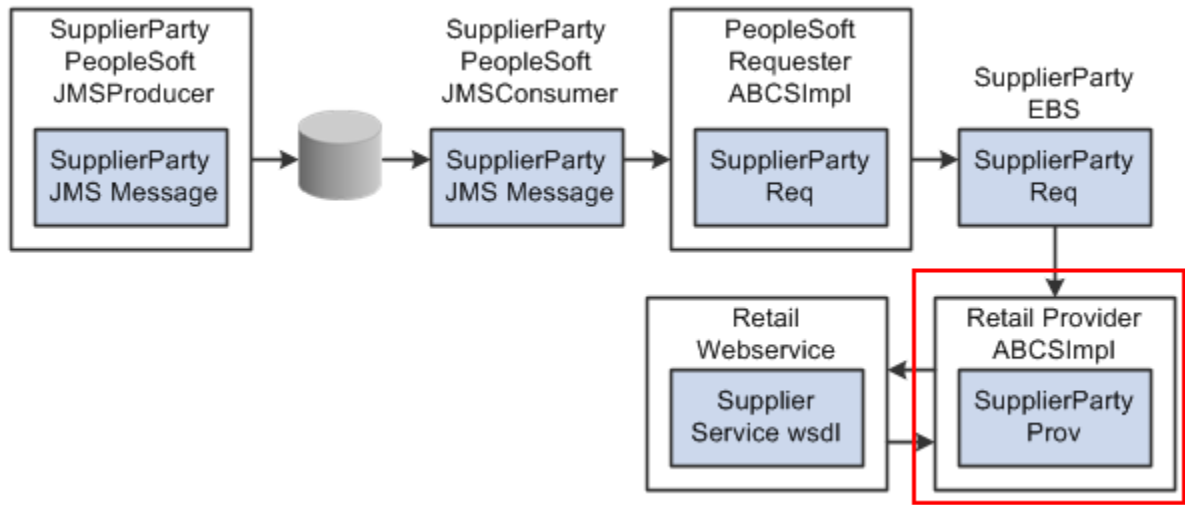 SupplierParty
PeopleSoft
JMSProducer
SupplierParty
JMS Message
SupplierParty
PeopleSoft
JMSConsumer
SupplierParty
JMS Message
PeopleSoft
Requester
ABCSImpl
SupplierParty
Req
SupplierParty
EBS
SupplierParty
Req
Retail
Webservice
Supplier
Service wsdl
Retail Provider
ABCSImpl
SupplierParty
Prov